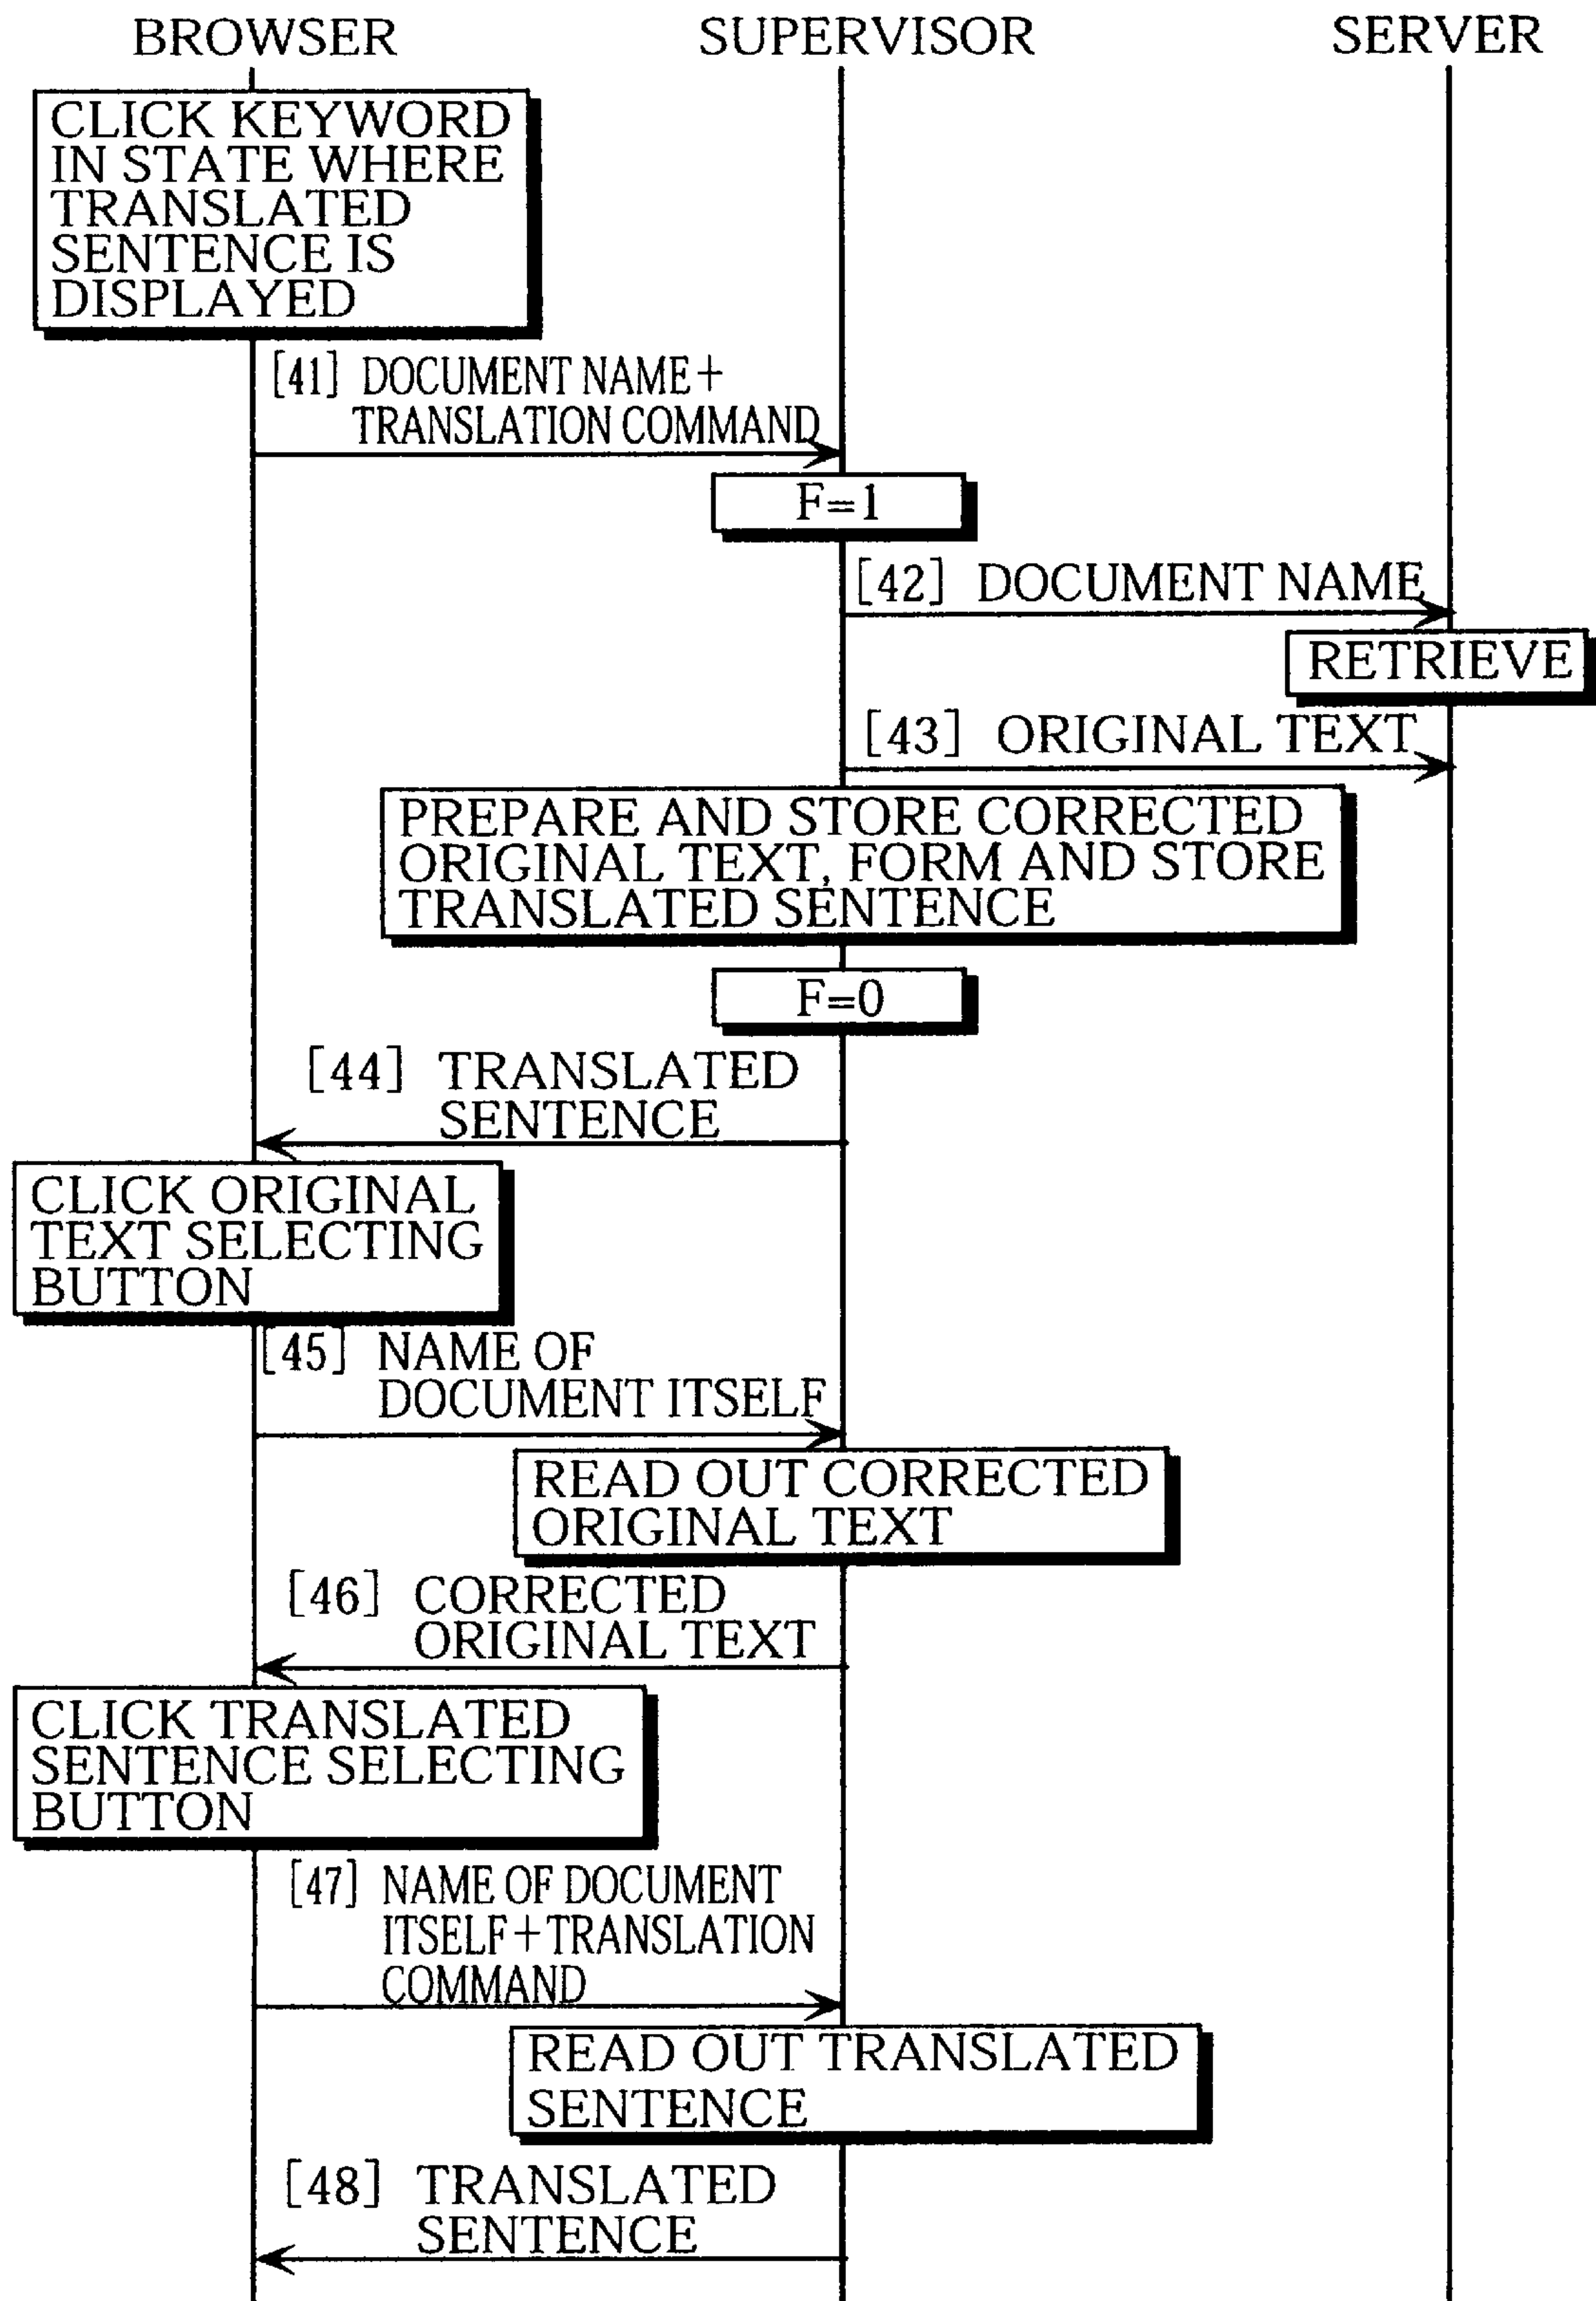 BROWSER
SUPERVISOR
SERVER
CLICK KEYWORD
IN STATE WHERE
TRANSLATED
SENTENCE IS
DISPLAYED
[41] DOCUMENT NAME+
TRANSLATION COMMAND
F=1
[42] DOCUMENT NAME
RETRIEVE
[43] ORIGINAL TEXT
PREPARE AND STORE CORRECTED
ORIGINAL TEXT, FORM AND STORE
TRANSLATED SENTENCE
F=0
[44] TRANSLATED
SENTENCE
CLICK ORIGINAL
TEXT SELECTING
BUTTON
[45] NAME OF
DOCUMENT ITSELF
READ OUT CORRECTED
ORIGINAL TEXT
[46] CORRECTED
ORIGINAL TEXT
CLICK TRANSLATED
SENTENCE SELECTING
BUTTON
[47] NAME OF DOCUMENT
ITSELF+TRANSLATION
COMMAND
READ OUT TRANSLATED
SENTENCE
[48] TRANSLATED
SENTENCE